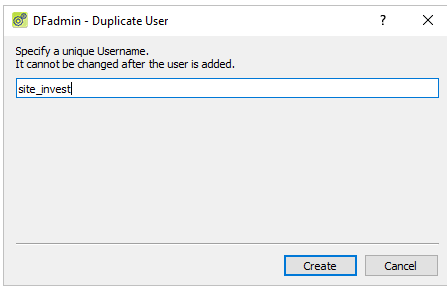 DFadmin - Duplicate User
Specify a unique Username.
It cannot be changed after the user is added.
site_invest
Create
Cancel